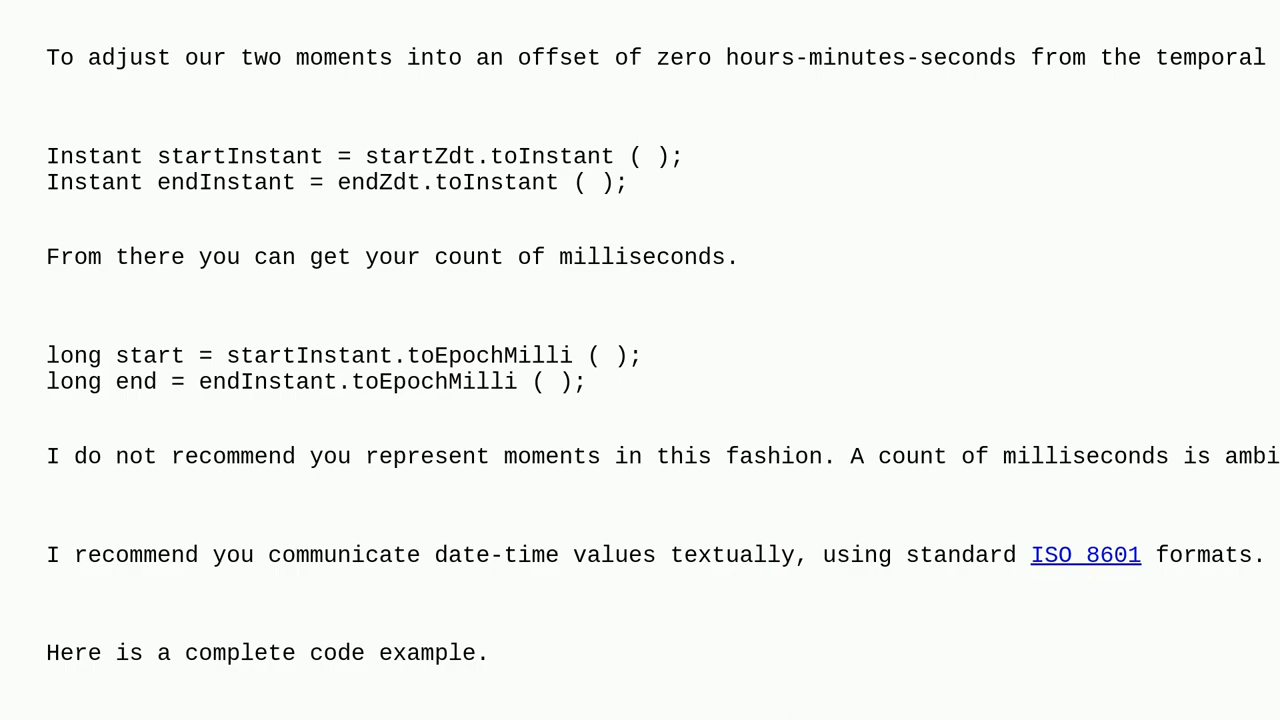 To adjust our two moments into an offset of zero hours-minutes-seconds from the temporal
Instant startInstant = startZdt.toInstant ( );
Instant endInstant = endZdt.toInstant ( );
From there you can get your count of milliseconds.
long start = startInstant.toEpochMilli ( );
long end = endInstant.toEpochMilli ( );
I do not recommend you represent moments in this fashion. A count of milliseconds is ambi
I recommend you communicate date-time values textually, using standard ISO 8601 formats.
Here is a complete code example.